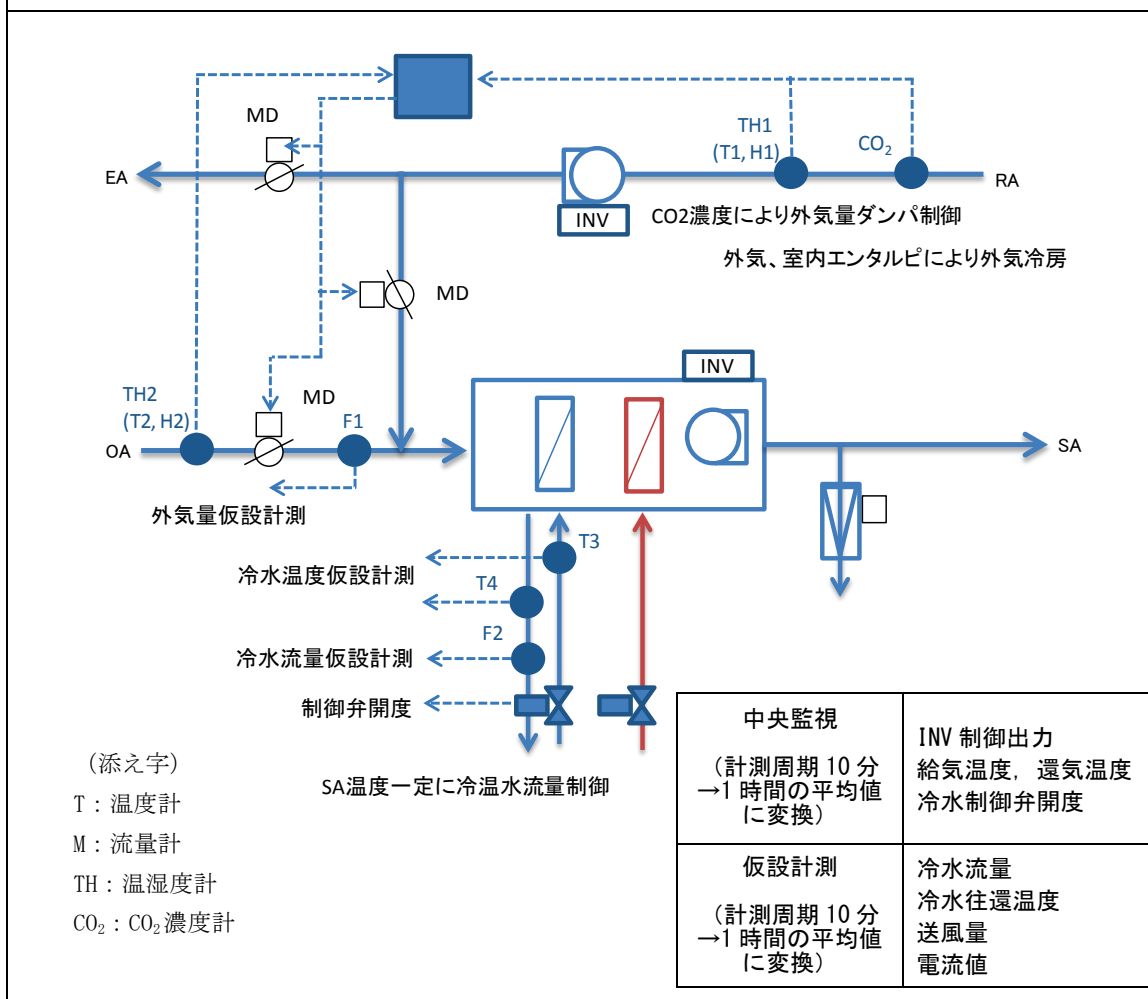 MD
TH1
(T1, H1)
CO₂
EA
RA
INV
CO2濃度により外気量ダンパ制御
外気、室内エンタルピにより外気冷房
MD
INV
TH2
(T2, H2)
MD
F1
OA
SA
外気量仮設計測
T3
冷水温度仮設計測
T4
F2
冷水流量仮設計測
制御弁開度
SA温度一定に冷温水流量制御
(添え字)
T：温度計
M：流量計
TH：温湿度計
CO₂：CO₂濃度計
中央監視
(計測周期 10 分
→1 時間の平均値
に変換)
INV 制御出力
給気温度，還気温度
冷水制御弁開度
仮設計測
(計測周期 10 分
→1 時間の平均値
に変換)
冷水流量
冷水往還温度
送風量
電流値